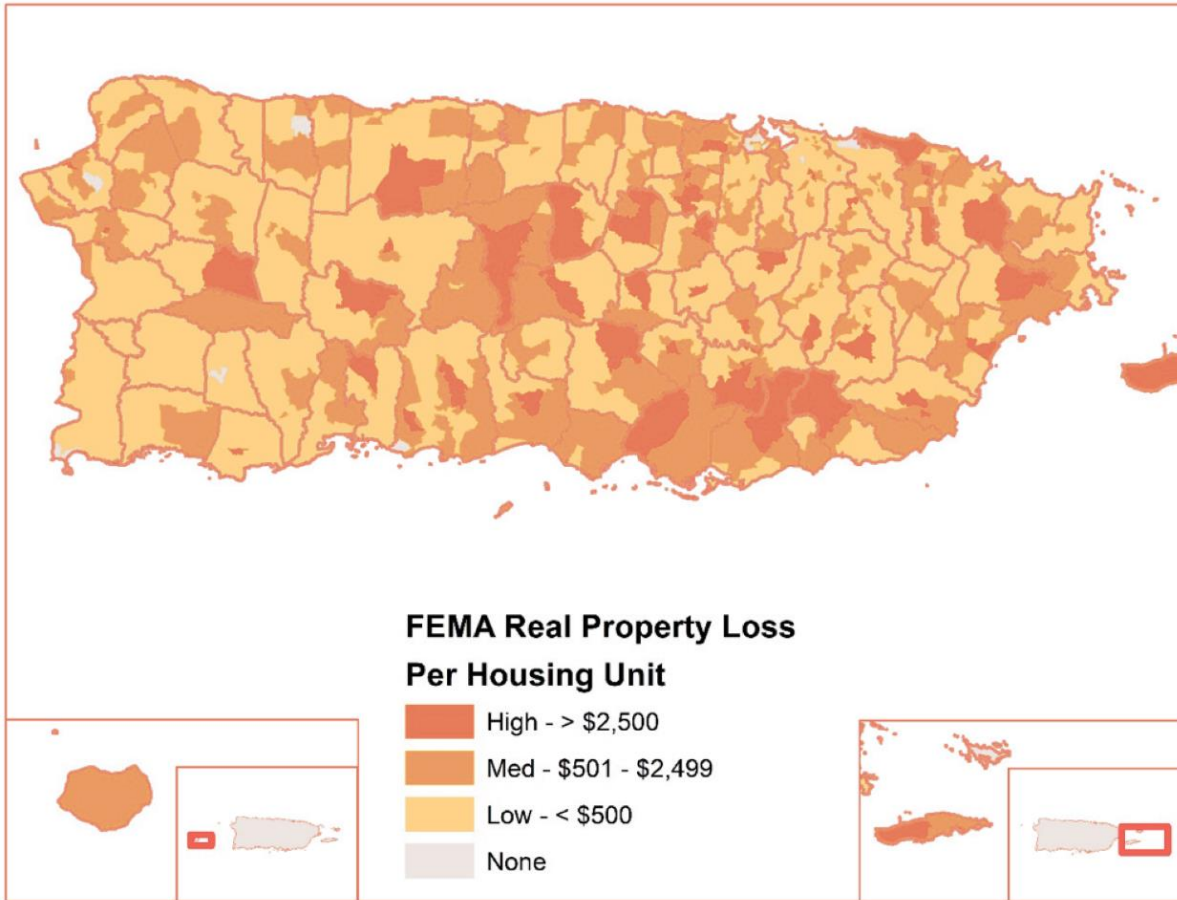 FEMA Real Property Loss
Per Housing Unit
High - > $2,500
Med - $501 - $2,499
Low - < $500
None